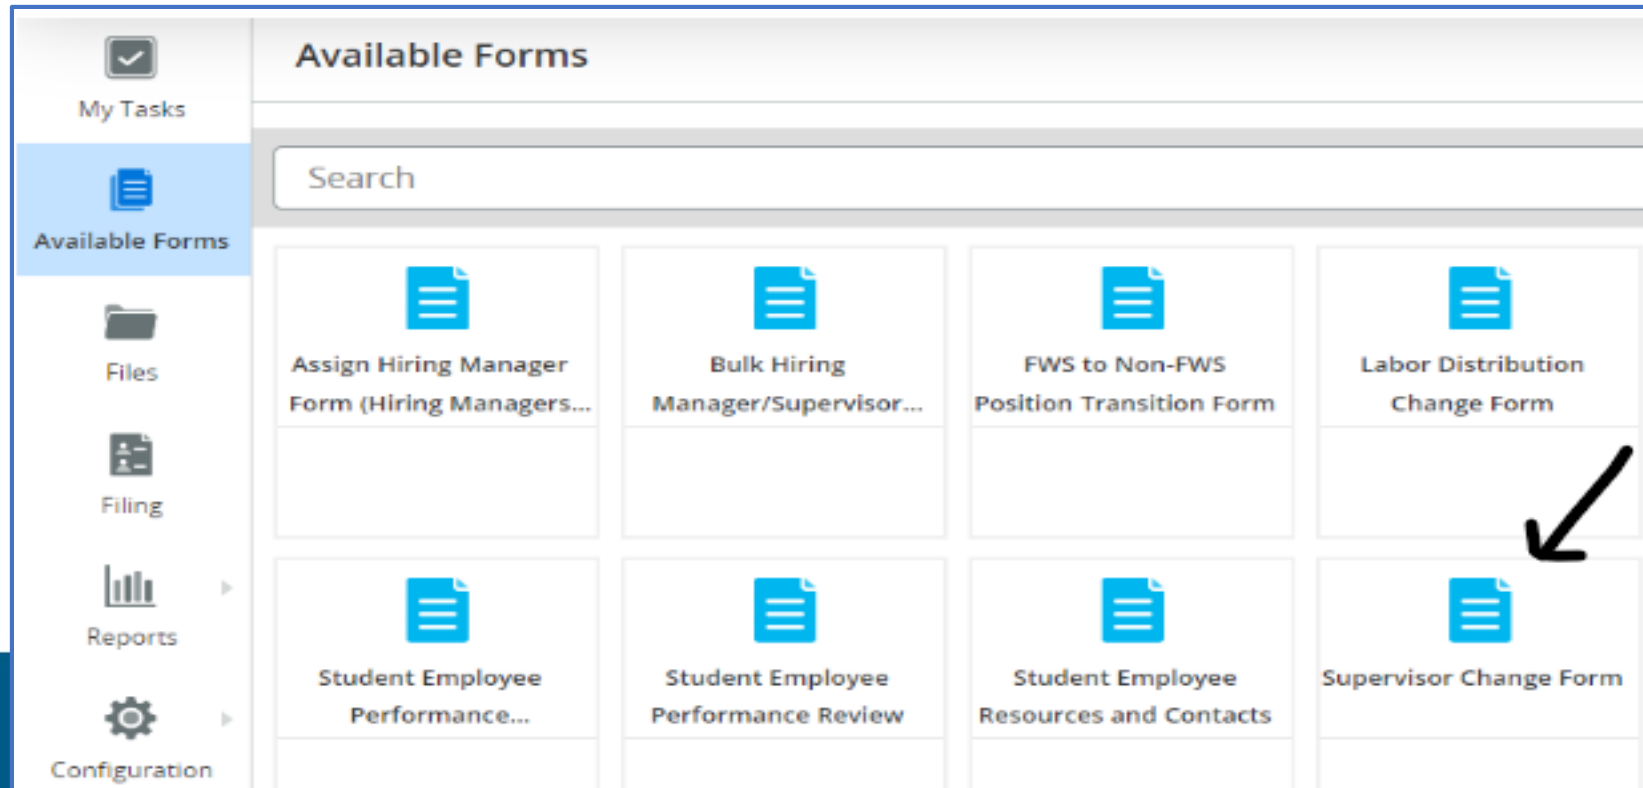 My Tasks
Available Forms
Files
Filing
Reports
Configuration
Available Forms
Search
Assign Hiring Manager
Form (Hiring Managers...
Bulk Hiring
Manager/Supervisor...
FWS to Non-FWS
Position Transition Form
Labor Distribution
Change Form
Student Employee
Performance...
Student Employee
Performance Review
Student Employee
Resources and Contacts
Supervisor Change Form